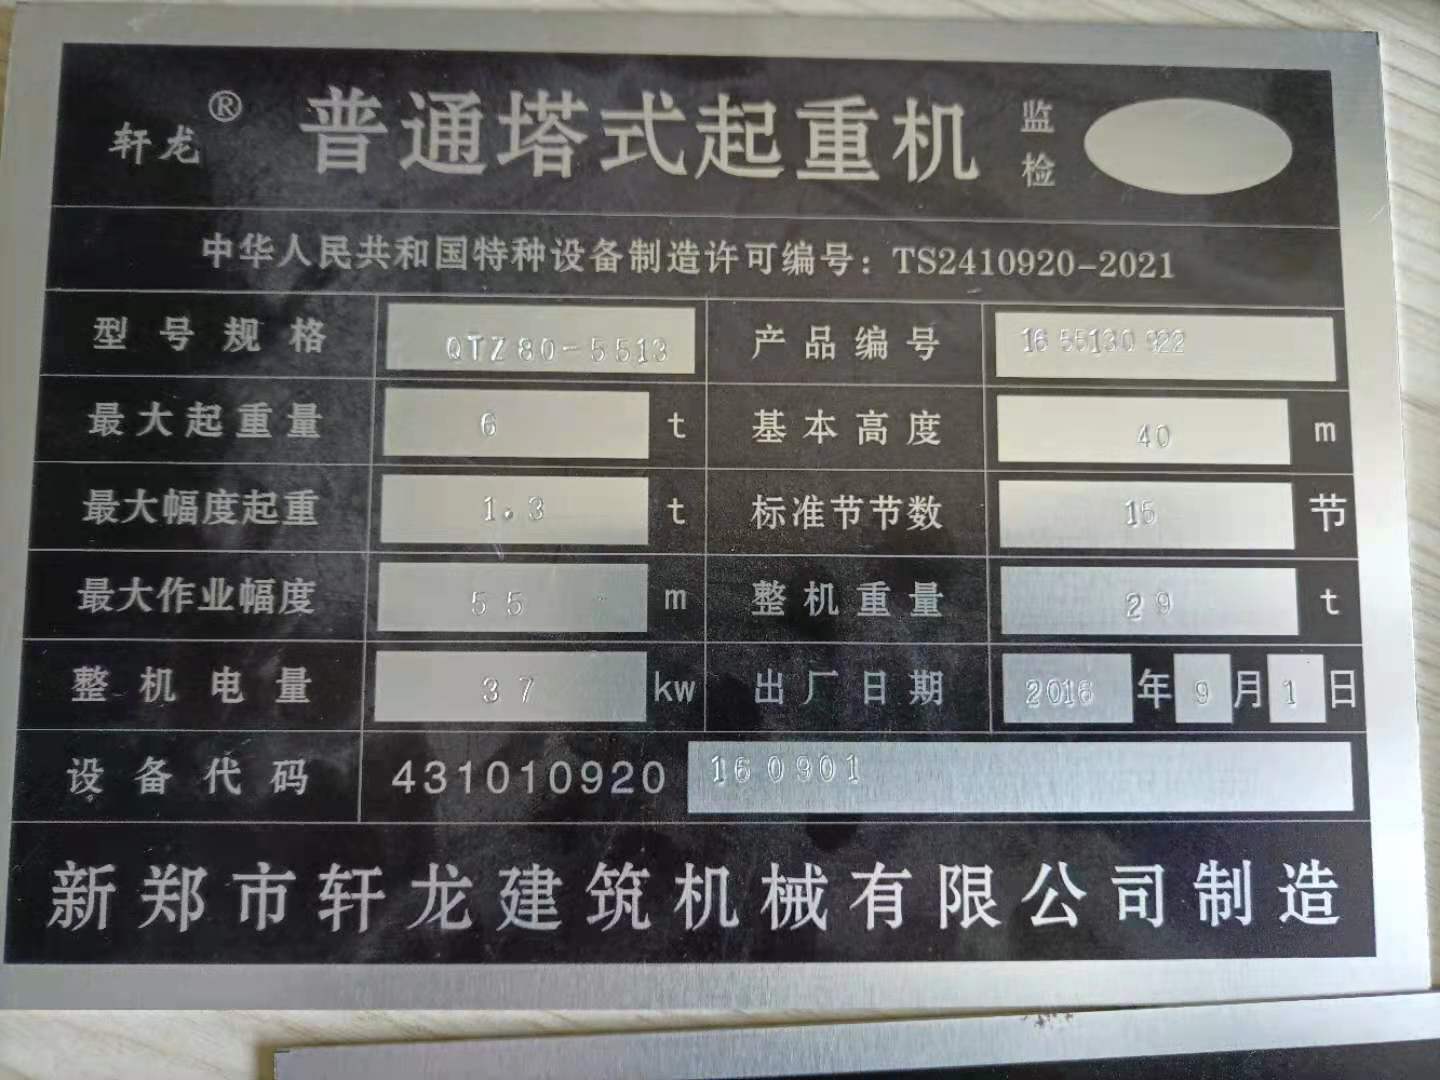 轩龙® 普通塔式起重机 监检
中华人民共和国特种设备制造许可编号：TS2410920-2021
型号规格 QTZ80-5513 产品编号 16 55130 922
最大起重量 6 t 基本高度 40 m
最大幅度起重 1.3 t 标准节节数 15 节
最大作业幅度 55 m 整机重量 29 t
整机电量 37 kw 出厂日期 2016 年 9 月 1 日
设备代码 431010920 160901
新郑市轩龙建筑机械有限公司制造